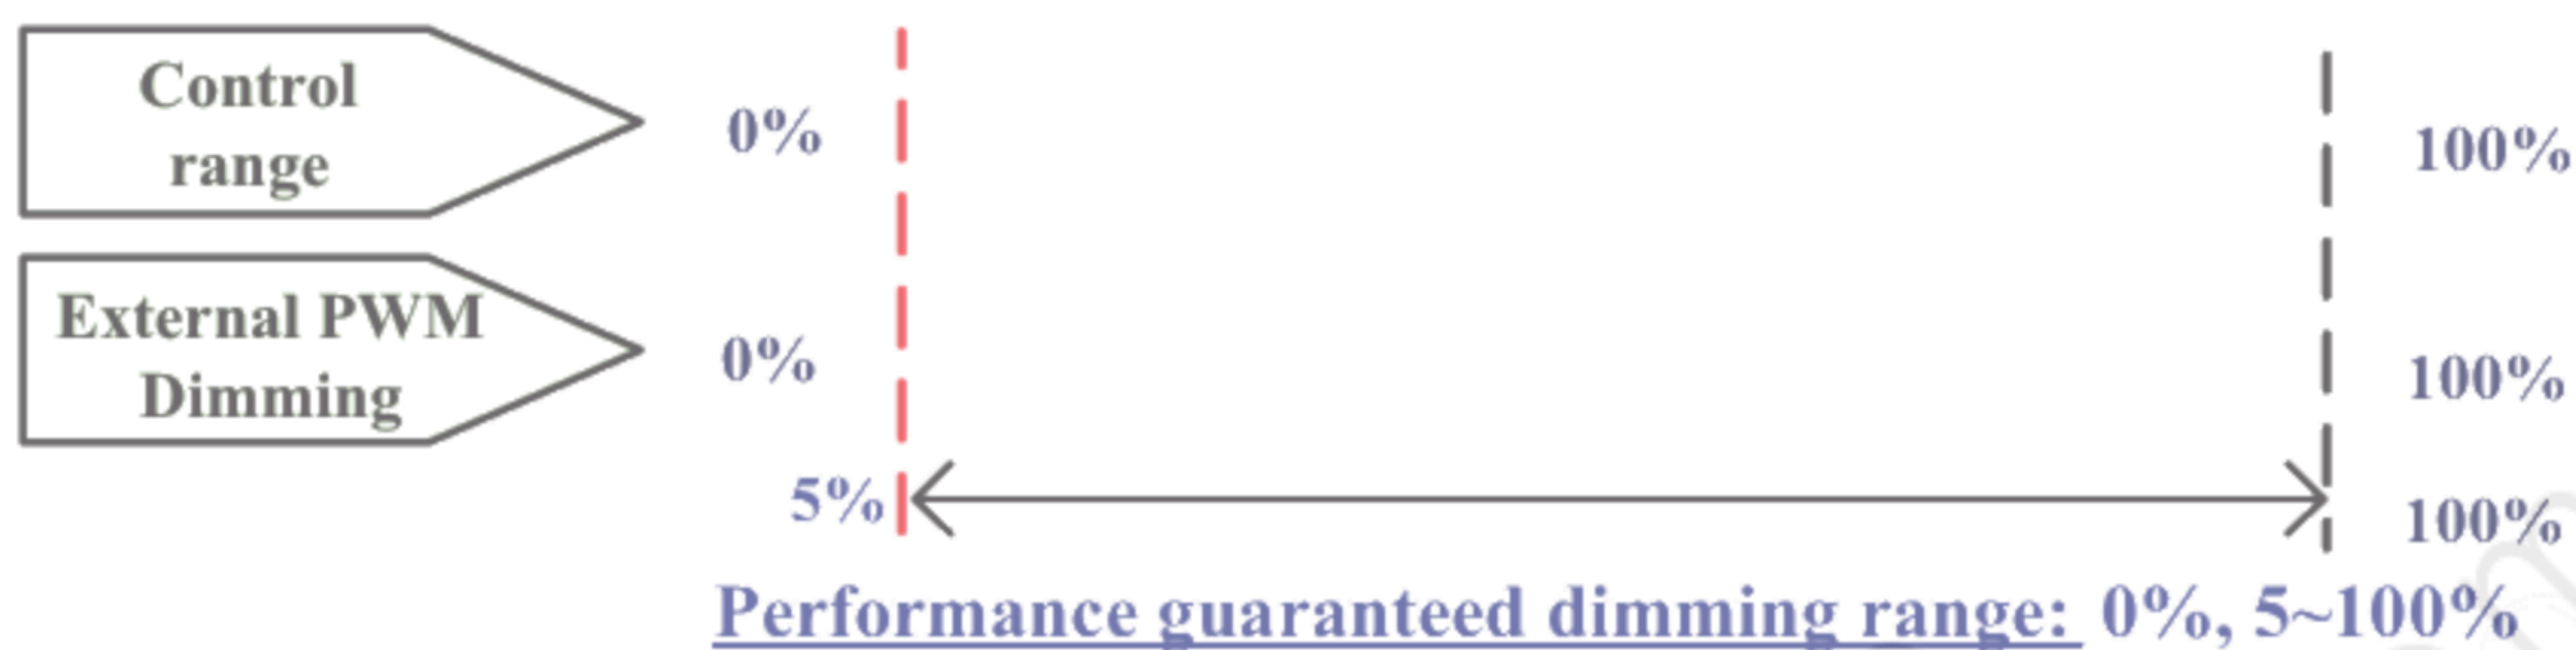 Control
range
0%
100%
External PWM
Dimming
0%
100%
5%
100%
Performance guaranteed dimming range: 0%, 5~100%